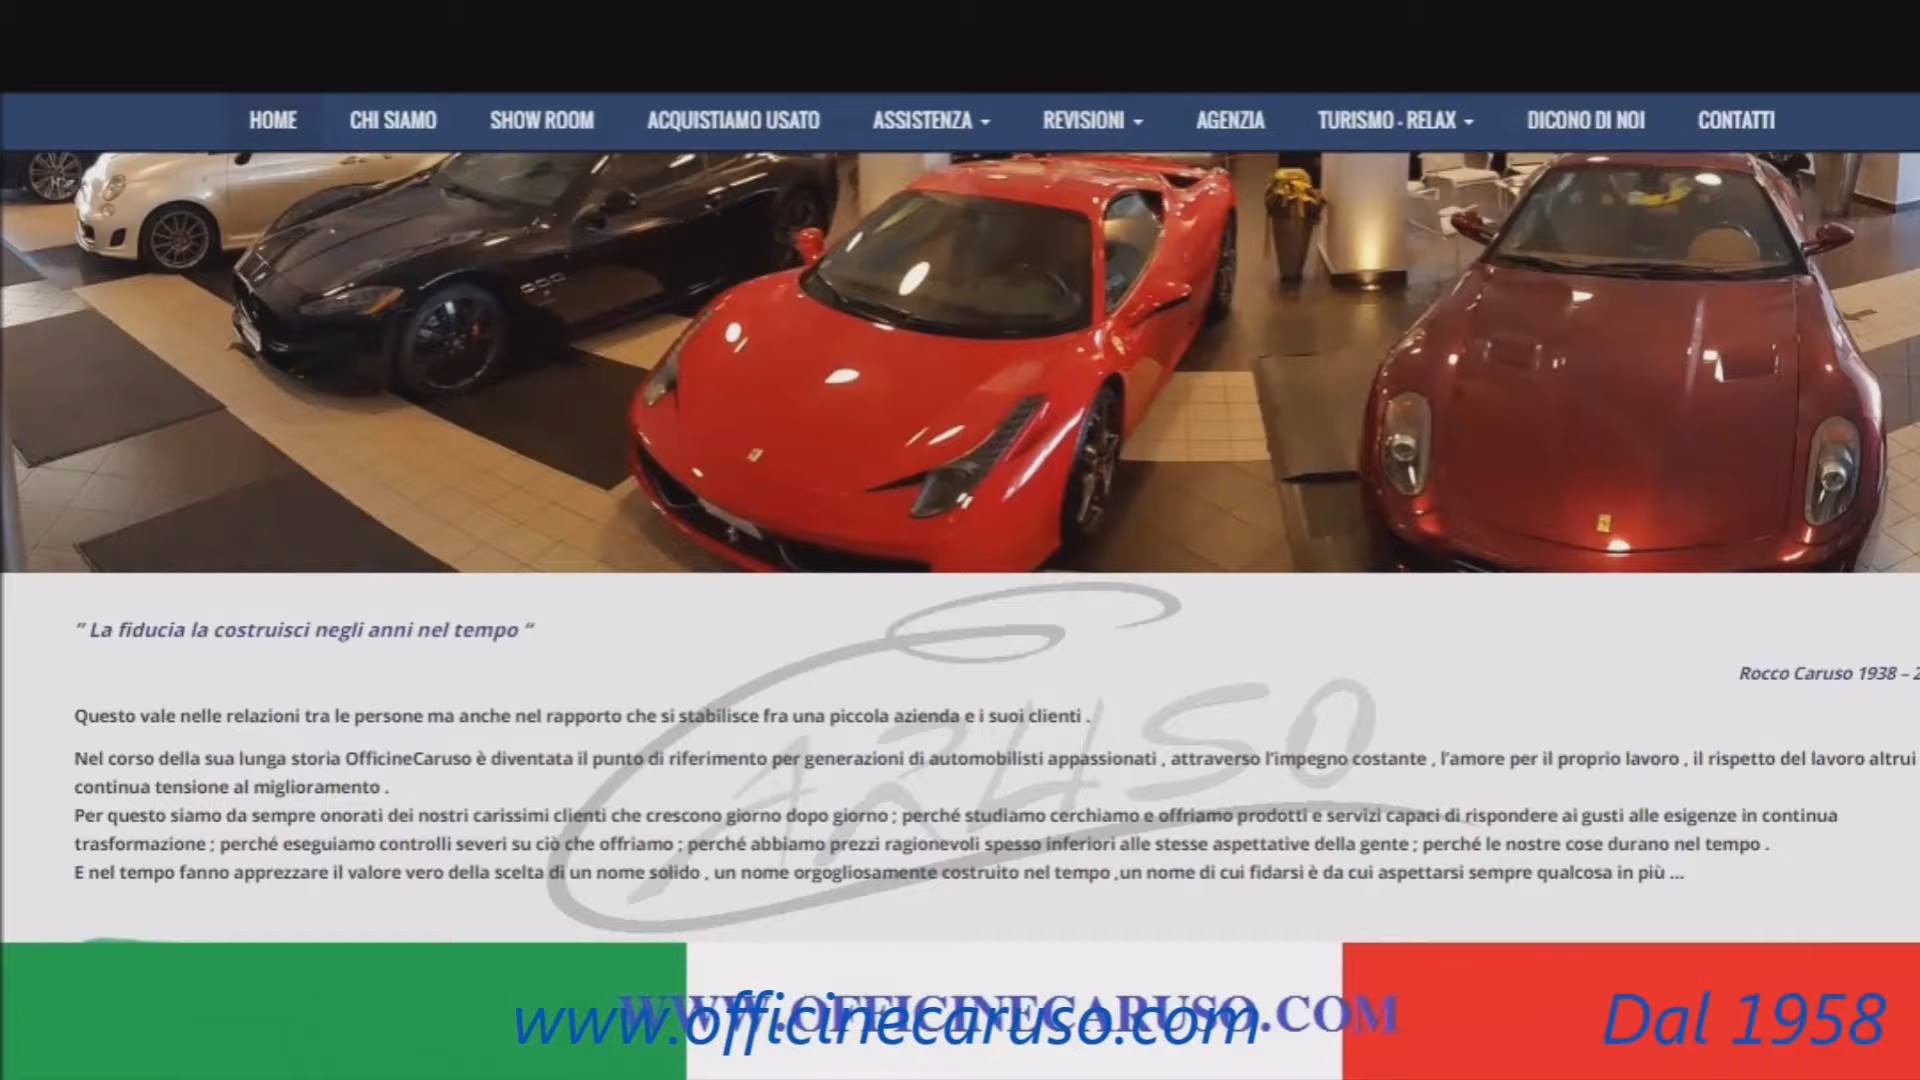 HOME CHI SIAMO SHOW ROOM ACQUISTIAMO USATO ASSISTENZA REVISIONI AGENZIA TURISMO - RELAX DICONO DI NOI CONTATTI
" La fiducia la costruisci negli anni nel tempo "
Rocco Caruso 1938 – 2
CARUSO
Questo vale nelle relazioni tra le persone ma anche nel rapporto che si stabilisce fra una piccola azienda e i suoi clienti .
Nel corso della sua lunga storia OfficineCaruso è diventata il punto di riferimento per generazioni di automobilisti appassionati , attraverso l'impegno costante , l'amore per il proprio lavoro , il rispetto del lavoro altrui
continua tensione al miglioramento .
Per questo siamo da sempre onorati dei nostri carissimi clienti che crescono giorno dopo giorno ; perché studiamo cerchiamo e offriamo prodotti e servizi capaci di rispondere ai gusti alle esigenze in continua
trasformazione ; perché eseguiamo controlli severi su ciò che offriamo ; perché abbiamo prezzi ragionevoli spesso inferiori alle stesse aspettative della gente ; perché le nostre cose durano nel tempo .
E nel tempo fanno apprezzare il valore vero della scelta di un nome solido , un nome orgogliosamente costruito nel tempo ,un nome di cui fidarsi è da cui aspettarsi sempre qualcosa in più ...
WWW.OFFICINECARUSO.COM
www.officinecaruso.com
Dal 1958